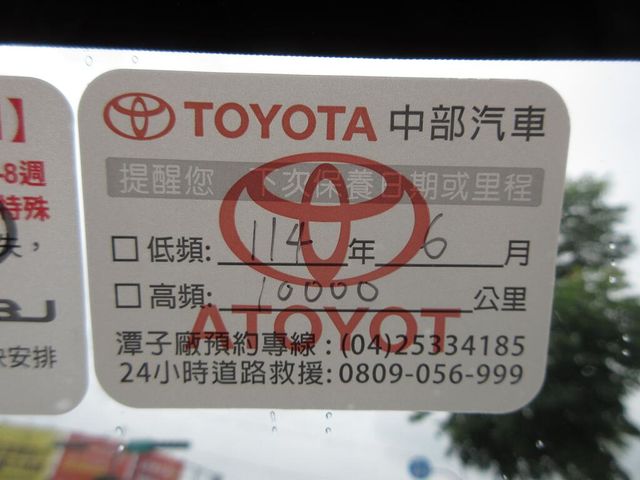 TOYOTA 中部汽車
提醒您 下次保養日期或里程
□ 低頻: 114 年 6 月
□ 高頻: 10000 公里
ATOYOT
潭子廠預約專線 : (04)25334185
24小時道路救援: 0809-056-999
】
8週
特殊
,
安排